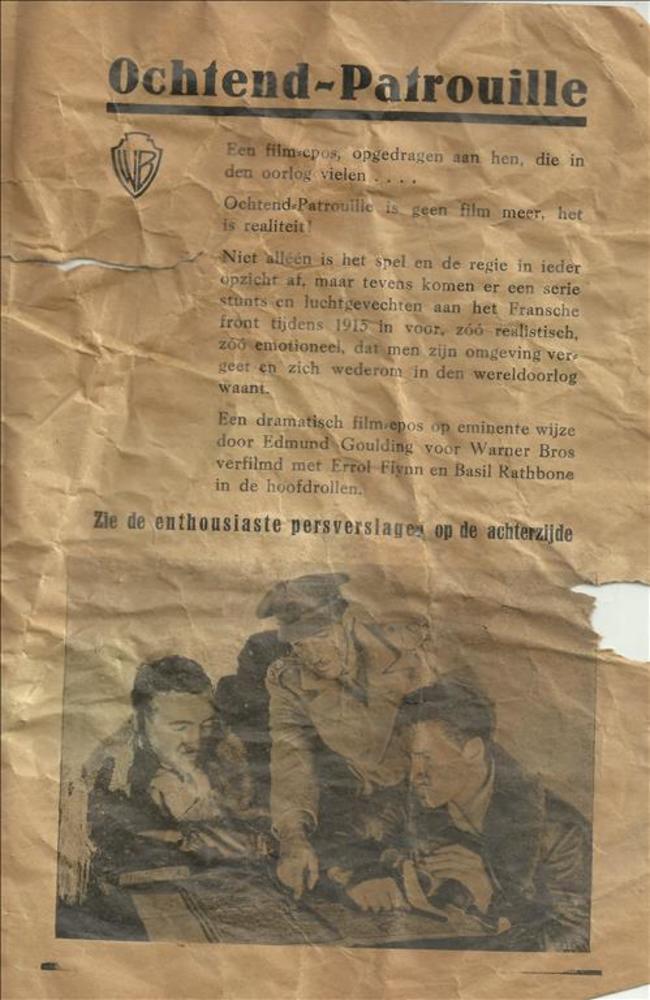 Ochtend-Patrouille
WB
Een film-epos, opgedragen aan hen, die in
den oorlog vielen . . . .
Ochtend-Patrouille is geen film meer, het
is realiteit!
Niet alléén is het spel en de regie in ieder
opzicht af, maar tevens komen er een serie
stunts en luchtgevechten aan het Fransche
front tijdens 1915 in voor, zóó realistisch,
zóó emotioneel, dat men zijn omgeving ver-
geet en zich wederom in den wereldoorlog
waant.
Een dramatisch film-epos op eminente wijze
door Edmund Goulding voor Warner Bros
verfilmd met Errol Flynn en Basil Rathbone
in de hoofdrollen.
Zie de enthousiaste persverslagen op de achterzijde